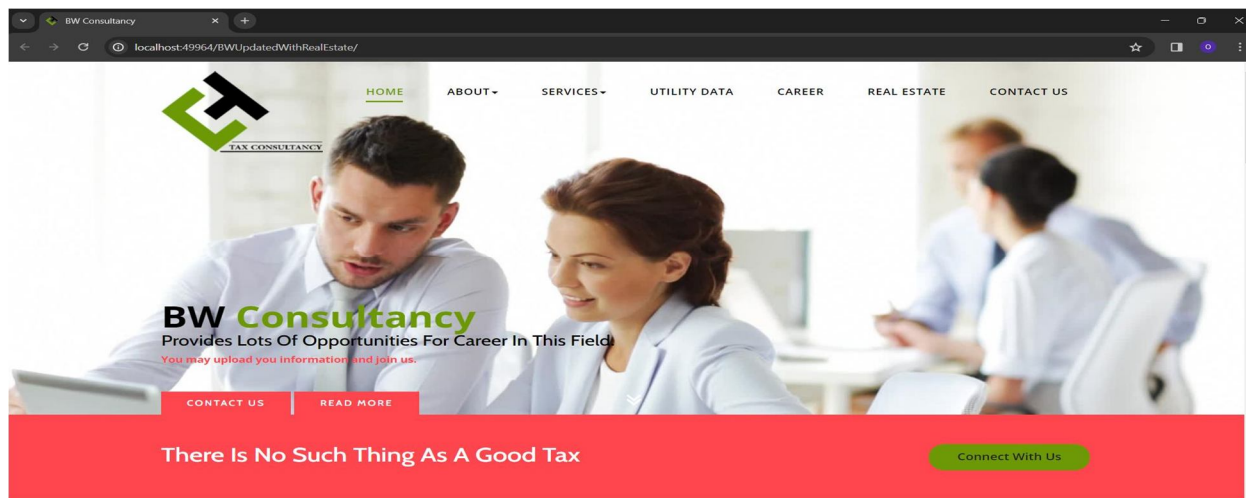 BW Consultancy
localhost:49964/BWUpdatedWithRealEstate/
HOME ABOUT SERVICES UTILITY DATA CAREER REAL ESTATE CONTACT US
TAX CONSULTANCY
BW Consultancy
Provides Lots Of Opportunities For Career In This Field.
You may upload you information and join us.
CONTACT US READ MORE
There Is No Such Thing As A Good Tax
Connect With Us